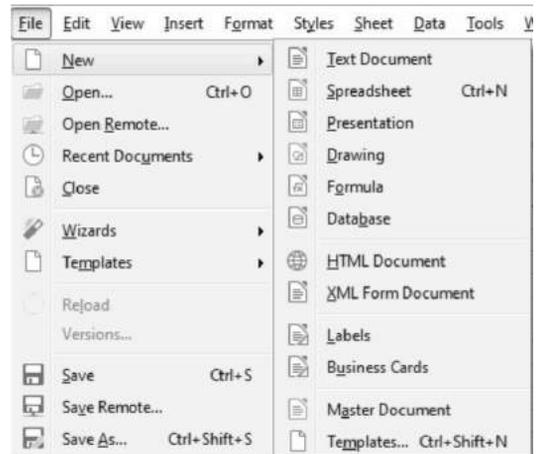 File Edit View Insert Format Styles Sheet Data Tools
New
Open... Ctrl+O
Open Remote...
Recent Documents
Close
Wizards
Templates
Reload
Versions...
Save Ctrl+S
Save Remote...
Save As... Ctrl+Shift+S
Text Document
Spreadsheet Ctrl+N
Presentation
Drawing
Formula
Database
HTML Document
XML Form Document
Labels
Business Cards
Master Document
Templates... Ctrl+Shift+N